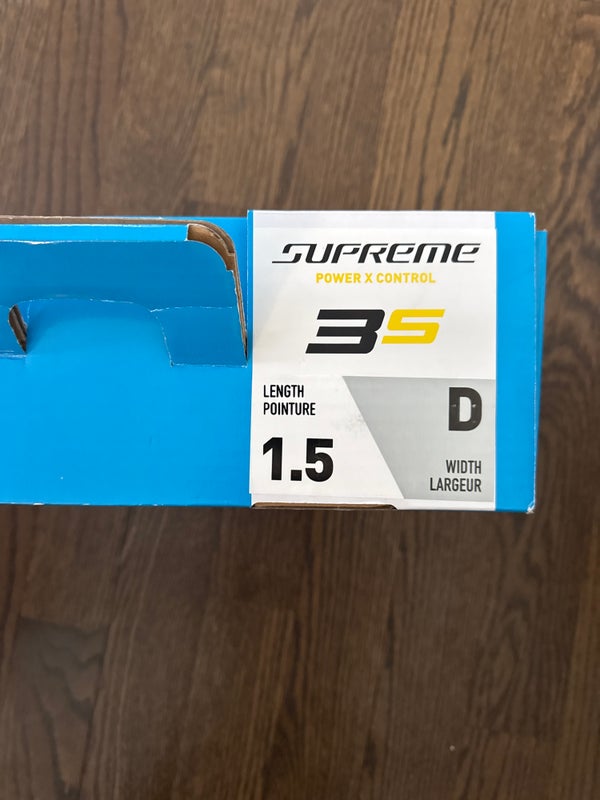 SUPREME
POWER X CONTROL
3S
LENGTH
POINTURE
1.5
D
WIDTH
LARGEUR